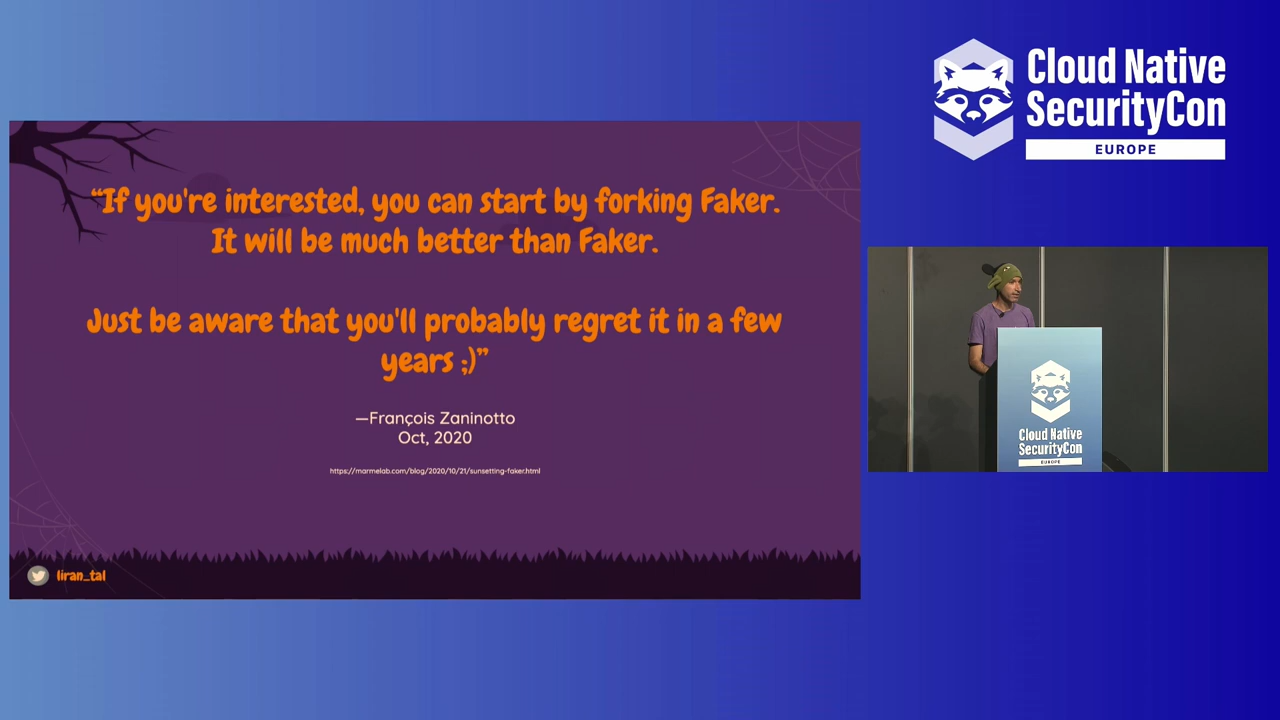 Cloud Native
SecurityCon
EUROPE
“If you're interested, you can start by forking Faker.
It will be much better than Faker.
Just be aware that you'll probably regret it in a few
years ;)”
—François Zaninotto
Oct, 2020
https://marmelab.com/blog/2020/10/21/sunsetting-faker.html
liran_tal
Cloud Native
SecurityCon
EUROPE